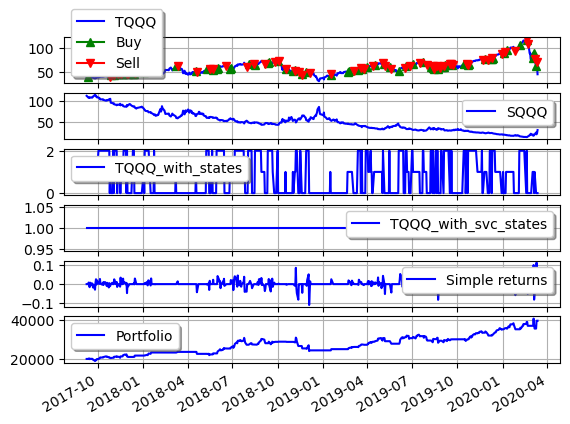 TQQQ
Buy
Sell
100
50
SQQQ
100
50
TQQQ_with_states
2
0
TQQQ_with_svc_states
1.05
1.00
0.95
Simple returns
0.1
0.0
−0.1
Portfolio
40000
20000
2017-10 2018-01 2018-04 2018-07 2018-10 2019-01 2019-04 2019-07 2019-10 2020-01 2020-04